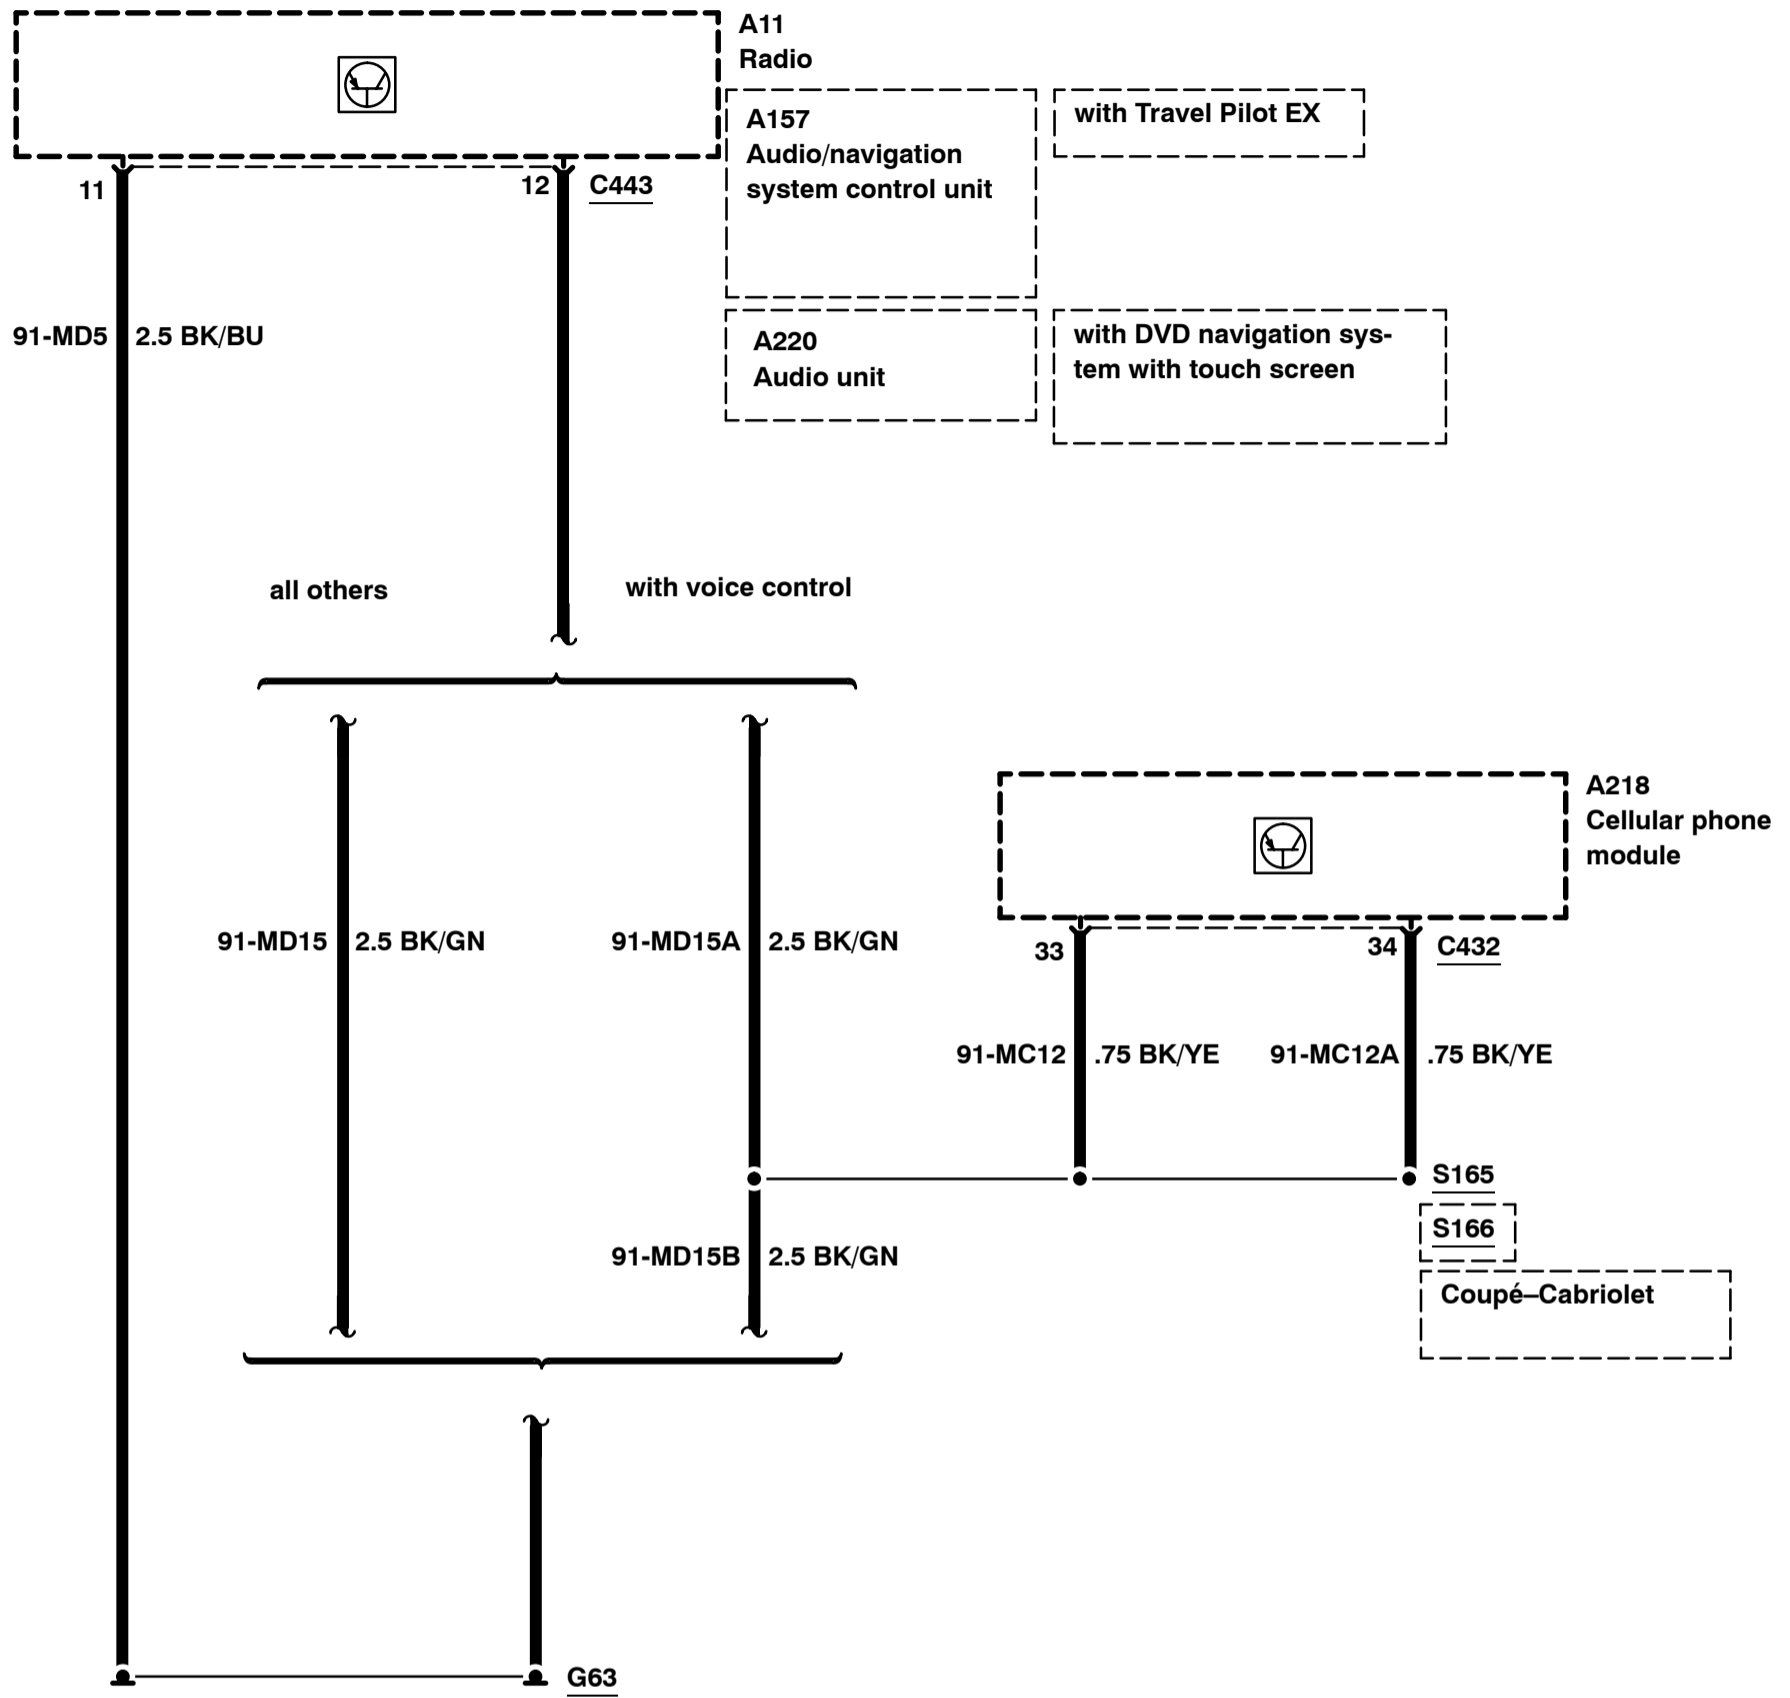 A11
Radio
A157
Audio/navigation
system control unit
with Travel Pilot EX
11
12
C443
91-MD5
2.5 BK/BU
A220
Audio unit
with DVD navigation sys-
tem with touch screen
all others
with voice control
A218
Cellular phone
module
91-MD15
2.5 BK/GN
91-MD15A
2.5 BK/GN
33
34
C432
91-MC12
.75 BK/YE
91-MC12A
.75 BK/YE
S165
S166
Coupé–Cabriolet
91-MD15B
2.5 BK/GN
G63